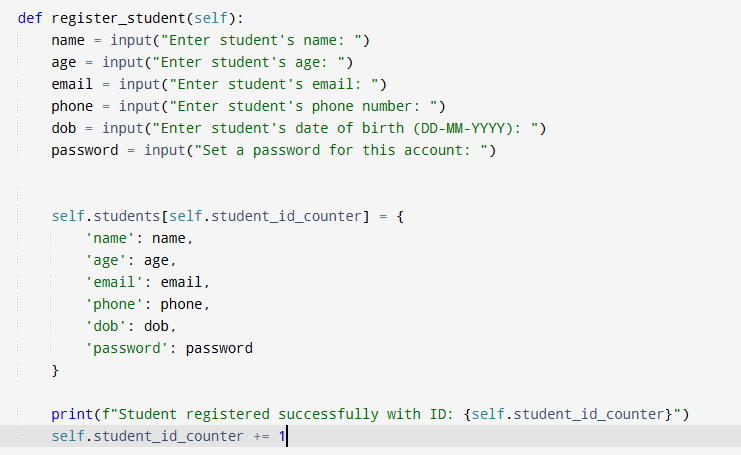 def register_student(self):
    name = input("Enter student's name: ")
    age = input("Enter student's age: ")
    email = input("Enter student's email: ")
    phone = input("Enter student's phone number: ")
    dob = input("Enter student's date of birth (DD-MM-YYYY): ")
    password = input("Set a password for this account: ")
    self.students[self.student_id_counter] = {
        'name': name,
        'age': age,
        'email': email,
        'phone': phone,
        'dob': dob,
        'password': password
    }
    print(f"Student registered successfully with ID: {self.student_id_counter}")
    self.student_id_counter += 1